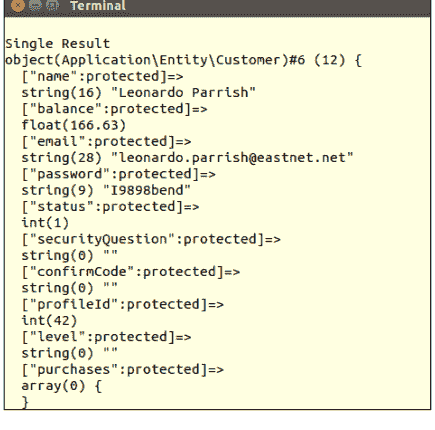 Terminal
Single Result
object(Application\Entity\Customer)#6 (12) {
["name":protected]=>
string(16) "Leonardo Parrish"
["balance":protected]=>
float(166.63)
["email":protected]=>
string(28) "leonardo.parrish@eastnet.net"
["password":protected]=>
string(9) "I9898bend"
["status":protected]=>
int(1)
["securityQuestion":protected]=>
string(0) ""
["confirmCode":protected]=>
string(0) ""
["profileId":protected]=>
int(42)
["level":protected]=>
string(0) ""
["purchases":protected]=>
array(0) {
}